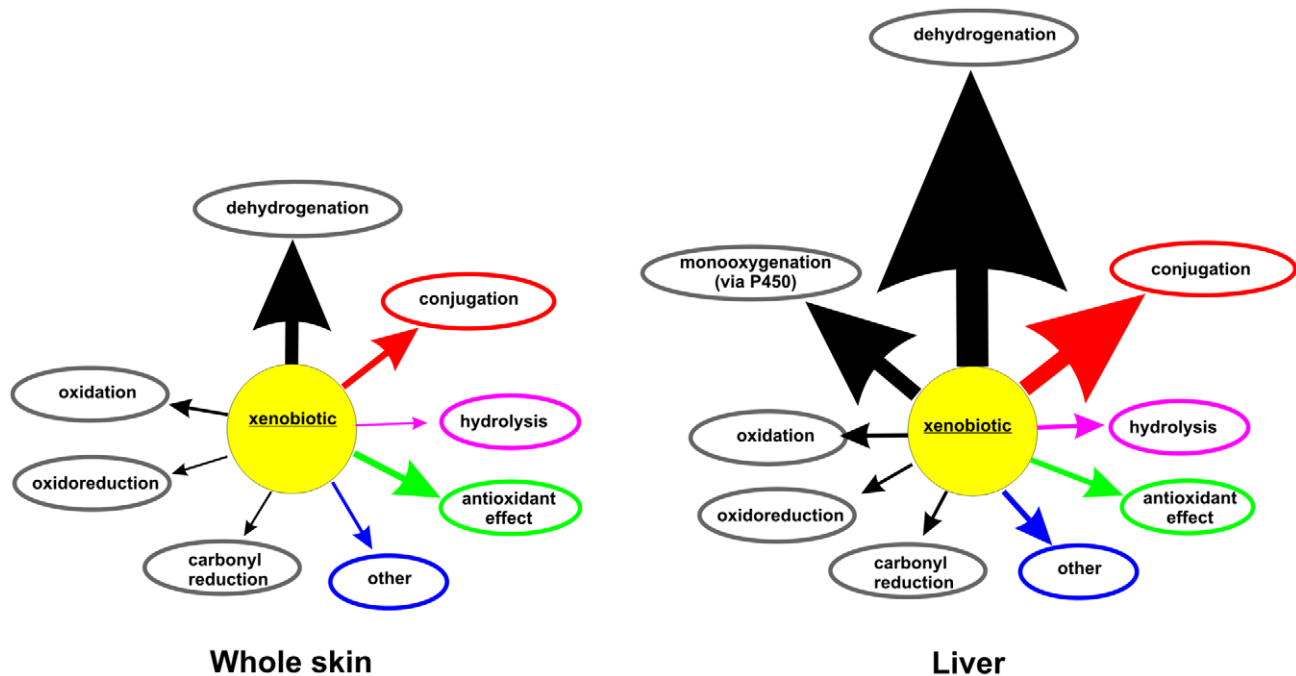 dehydrogenation
conjugation
oxidation
xenobiotic
hydrolysis
oxidoreduction
antioxidant
effect
carbonyl
reduction
other
Whole skin
dehydrogenation
monooxygenation
(via P450)
conjugation
oxidation
xenobiotic
hydrolysis
oxidoreduction
antioxidant
effect
carbonyl
reduction
other
Liver